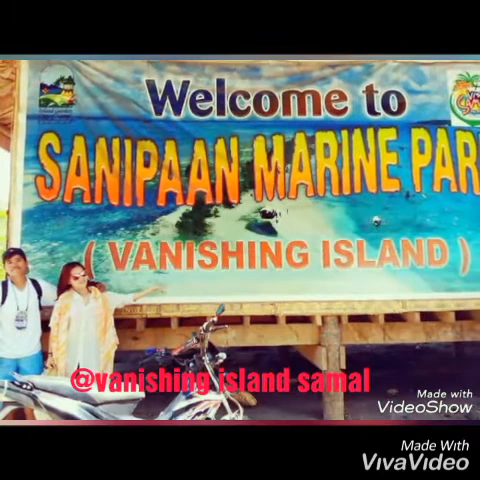 Welcome to
SANIPAAN MARINE PAR
( VANISHING ISLAND )
@vanishing island samal
Made with
VideoShow
Made With
VivaVideo